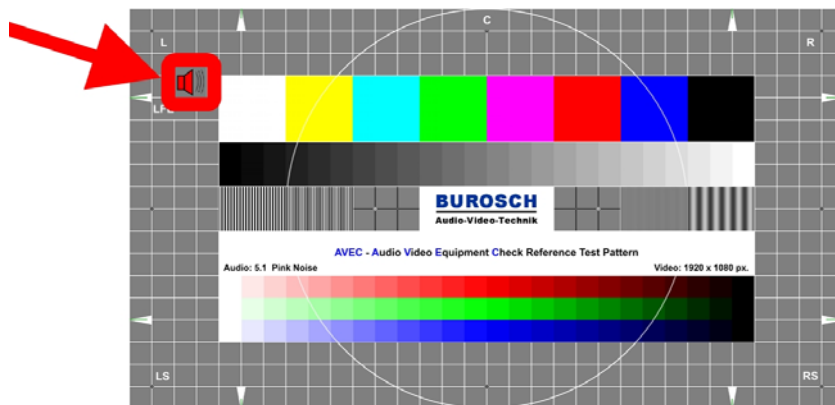 C
L
R
BUROSCH
Audio-Video-Technik
AVEC - Audio Video Equipment Check Reference Test Pattern
Audio: 5.1 Pink Noise
Video: 1920 x 1080 px.
LS
RS